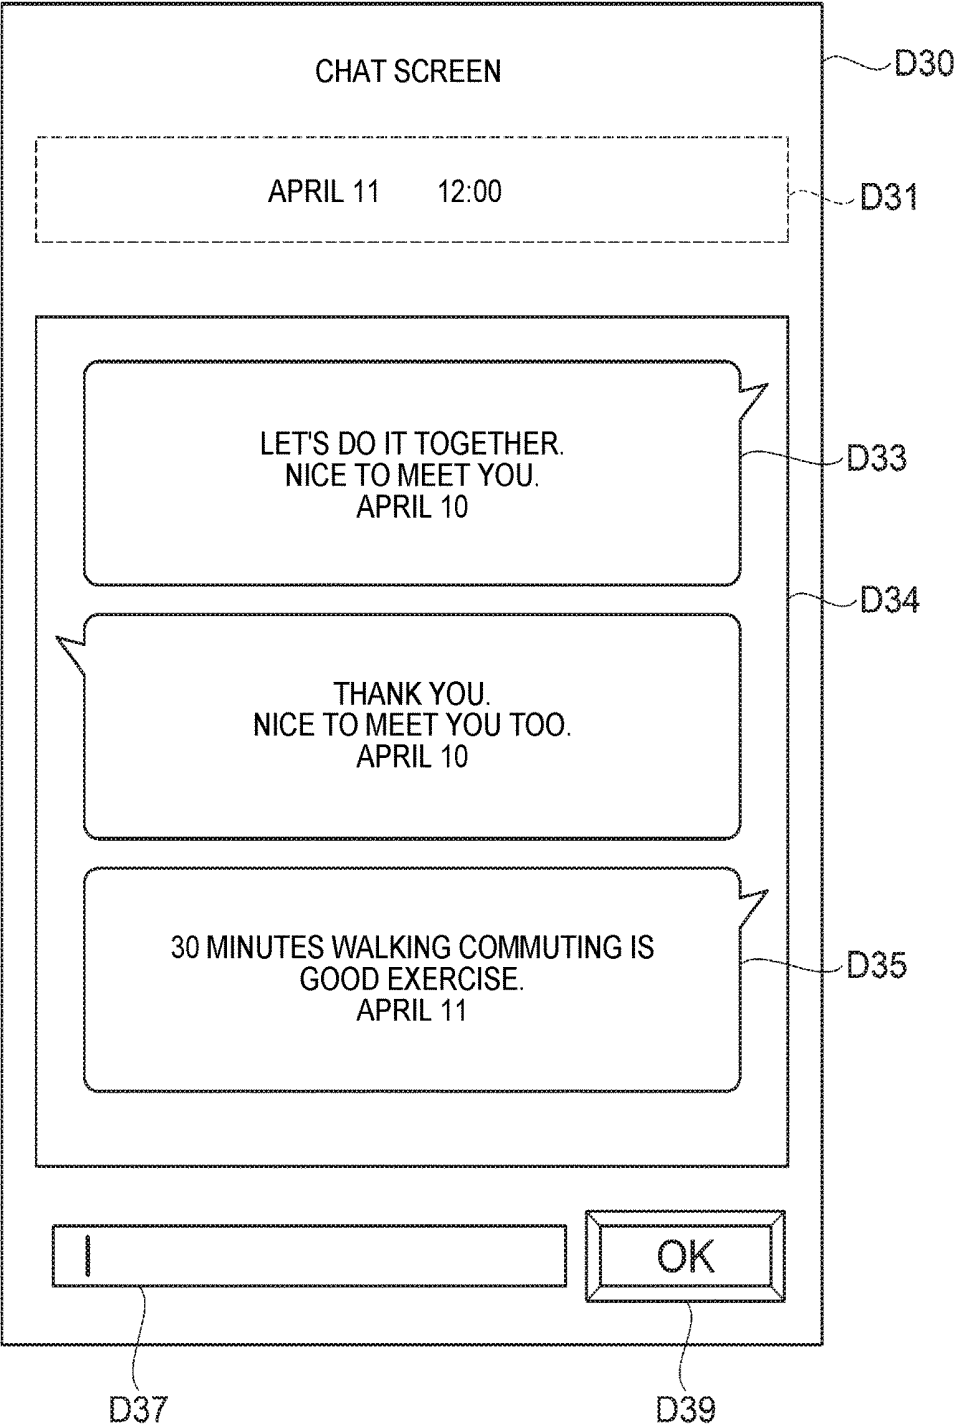 CHAT SCREEN
D30
APRIL 11 12:00
D31
LET'S DO IT TOGETHER.
NICE TO MEET YOU.
APRIL 10
D33
D34
THANK YOU.
NICE TO MEET YOU TOO.
APRIL 10
30 MINUTES WALKING COMMUTING IS
GOOD EXERCISE.
APRIL 11
D35
OK
D37
D39